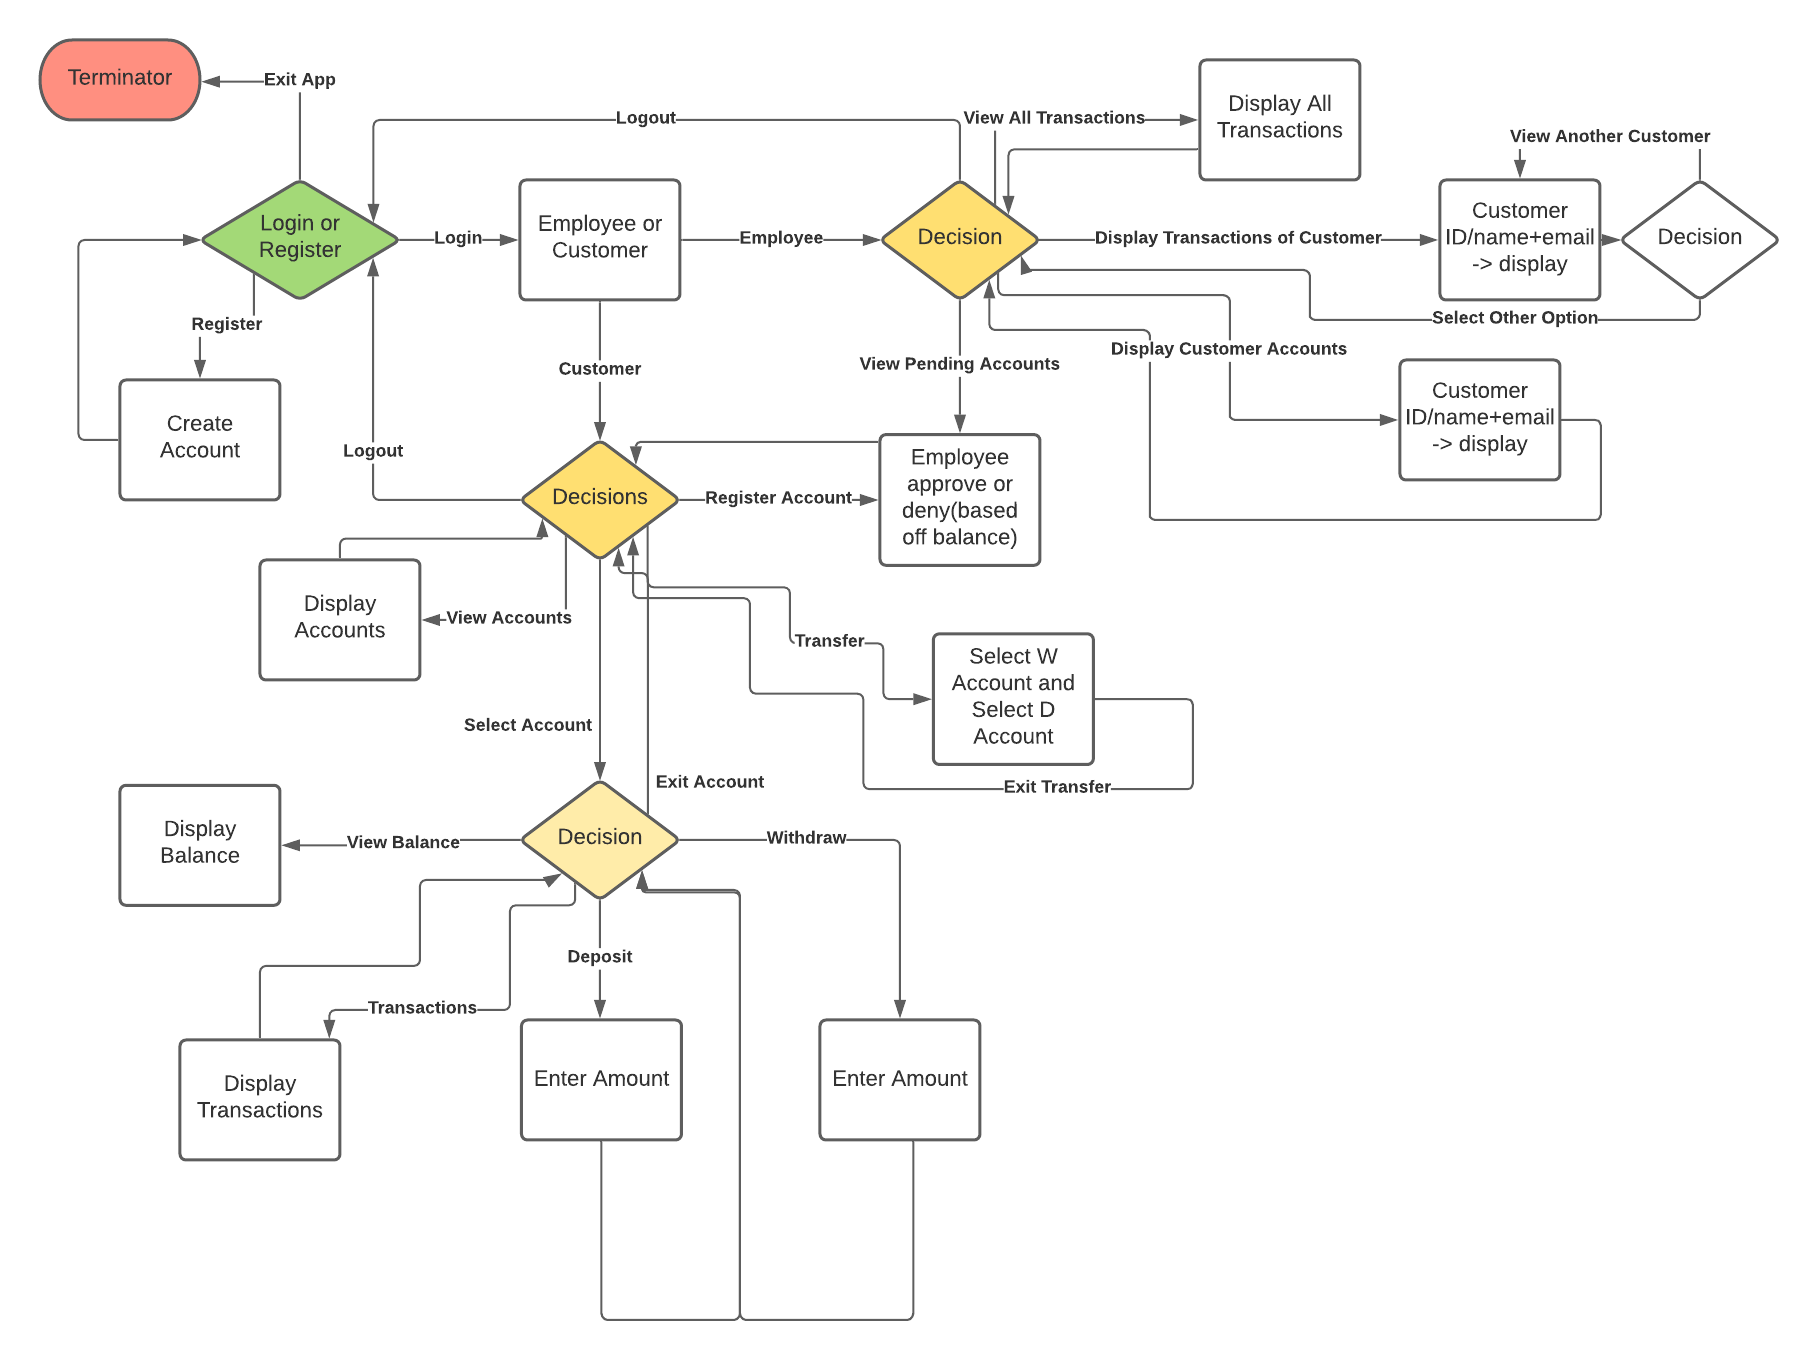 Terminator
Exit App
Logout
View All Transactions
Display All
Transactions
View Another Customer
Login or
Register
Login
Employee or
Customer
Employee
Decision
Display Transactions of Customer
Customer
ID/name+email
-> display
Decision
Register
Select Other Option
Display Customer Accounts
View Pending Accounts
Customer
Customer
ID/name+email
-> display
Create
Account
Logout
Decisions
Register Account
Employee
approve or
deny(based
off balance)
Display
Accounts
View Accounts
Transfer
Select W
Account and
Select D
Account
Select Account
Exit Account
Exit Transfer
Display
Balance
View Balance
Decision
Withdraw
Deposit
Transactions
Display
Transactions
Enter Amount
Enter Amount